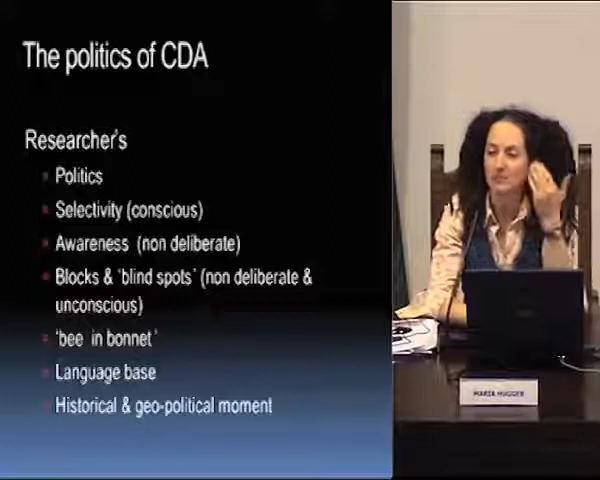 The politics of CDA
Researcher's
Politics
Selectivity (conscious)
Awareness (non deliberate)
Blocks & 'blind spots' (non deliberate &
unconscious)
'bee in bonnet'
Language base
Historical & geo-political moment
MARIA